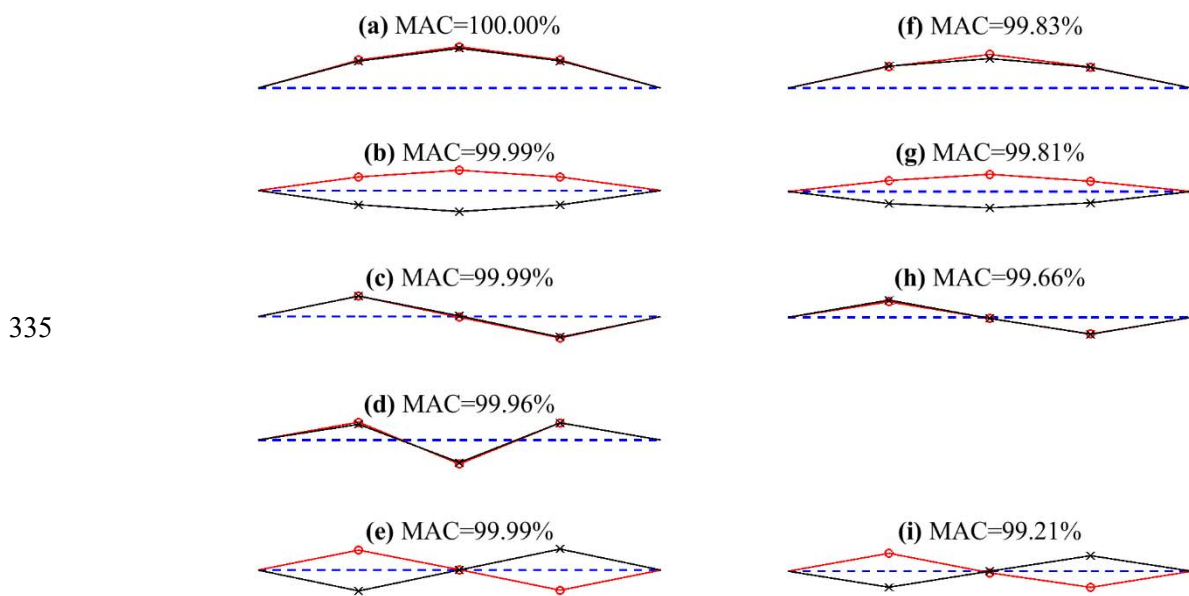 (a) MAC=100.00%
(f) MAC=99.83%
(b) MAC=99.99%
(g) MAC=99.81%
(c) MAC=99.99%
(h) MAC=99.66%
335
(d) MAC=99.96%
(e) MAC=99.99%
(i) MAC=99.21%